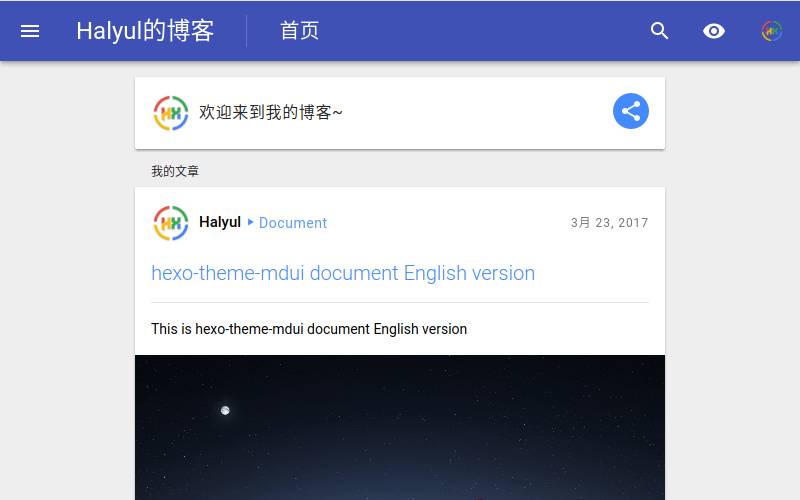 Halyul的博客
首页
HX
欢迎来到我的博客~
我的文章
HX
Halyul ▸ Document
3月 23, 2017
hexo-theme-mdui document English version
This is hexo-theme-mdui document English version